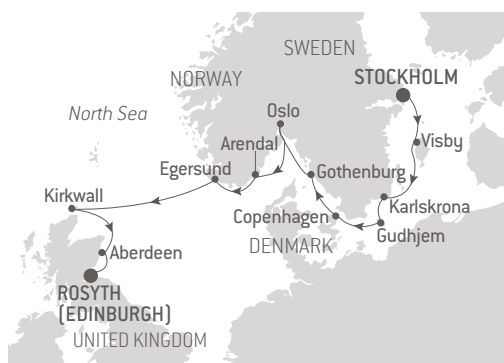 SWEDEN
STOCKHOLM
NORWAY
North Sea
Oslo
Visby
Arendal
Egersund
Gothenburg
Kirkwall
Karlskrona
Copenhagen
Gudhjem
DENMARK
Aberdeen
ROSYTH
(EDINBURGH)
UNITED KINGDOM